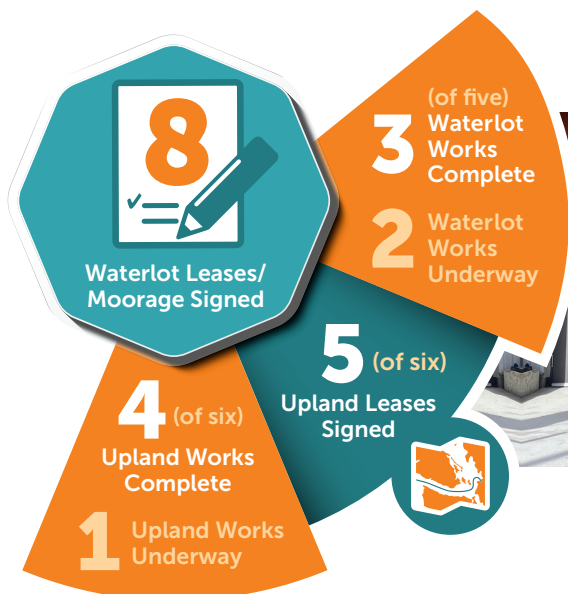 8
Waterlot Leases/
Moorage Signed
3 (of five)
Waterlot
Works
Complete
2 Waterlot
Works
Underway
5 (of six)
Upland Leases
Signed
4 (of six)
Upland Works
Complete
1 Upland Works
Underway